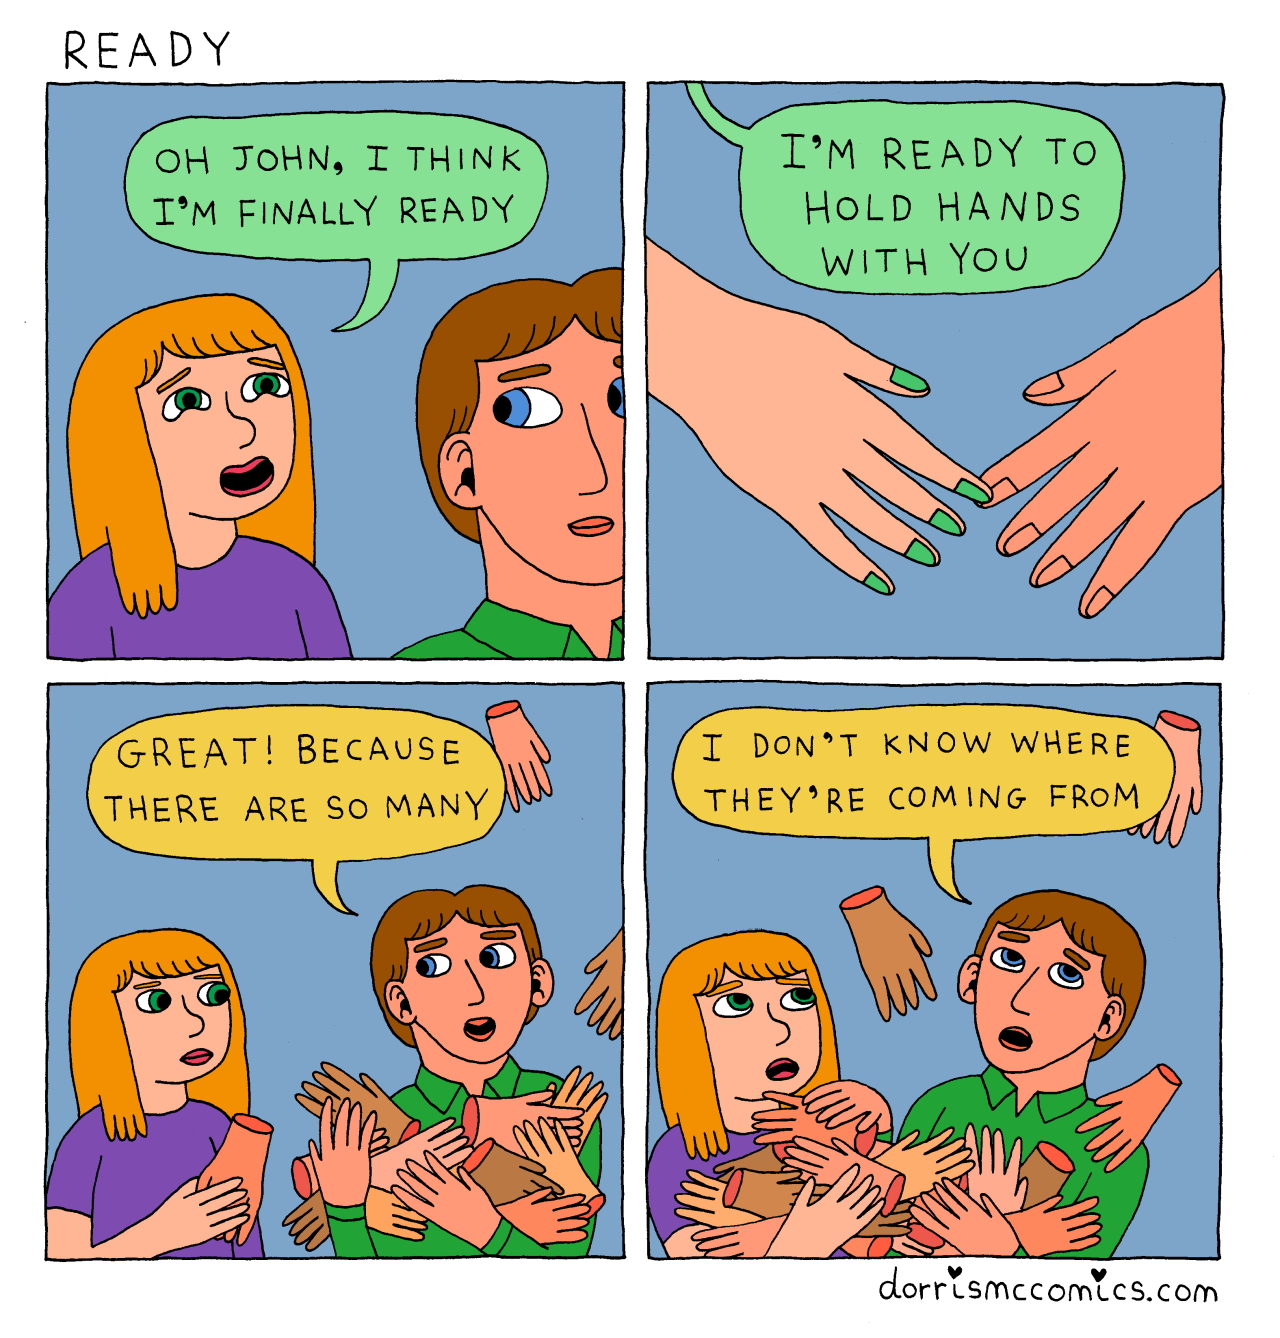 READY
OH JOHN, I THINK
I'M FINALLY READY
I'M READY TO
HOLD HANDS
WITH YOU
GREAT! BECAUSE
THERE ARE SO MANY
I DON'T KNOW WHERE
THEY'RE COMING FROM
dorrismccomics.com